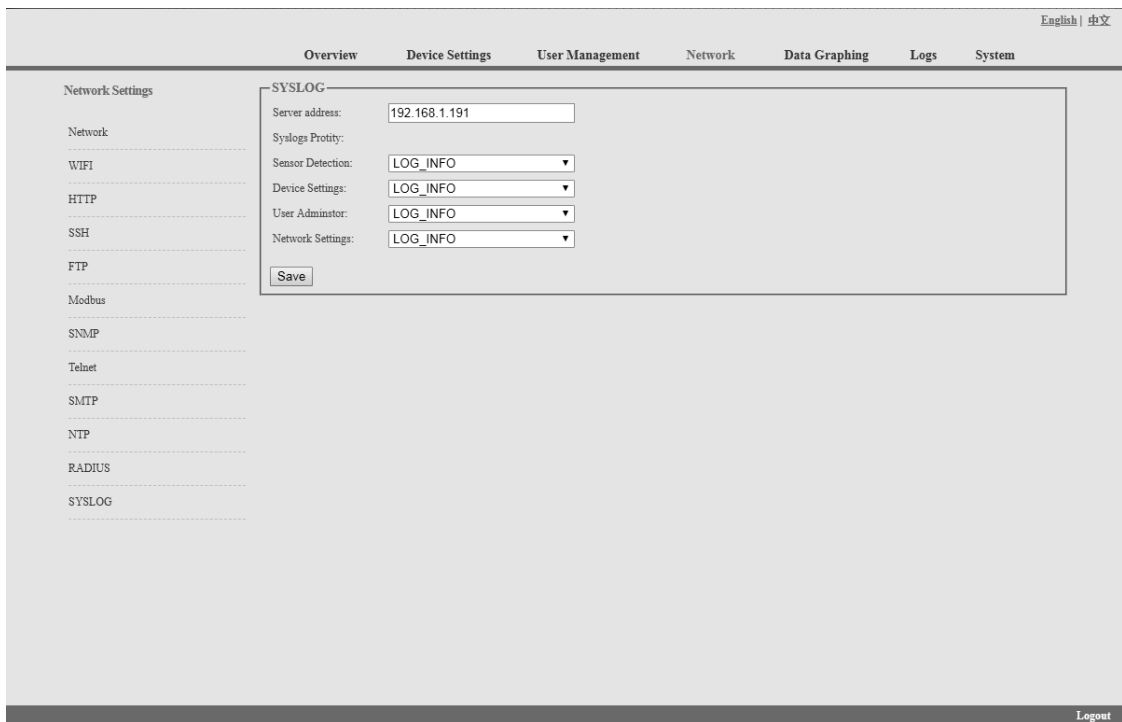 English | 中文
Overview Device Settings User Management Network Data Graphing Logs System
Network Settings
Network
WIFI
HTTP
SSH
FTP
Modbus
SNMP
Telnet
SMTP
NTP
RADIUS
SYSLOG
SYSLOG
Server address: 192.168.1.191
Syslogs Protity:
Sensor Detection: LOG_INFO
Device Settings: LOG_INFO
User Adminstor: LOG_INFO
Network Settings: LOG_INFO
Save
Logout